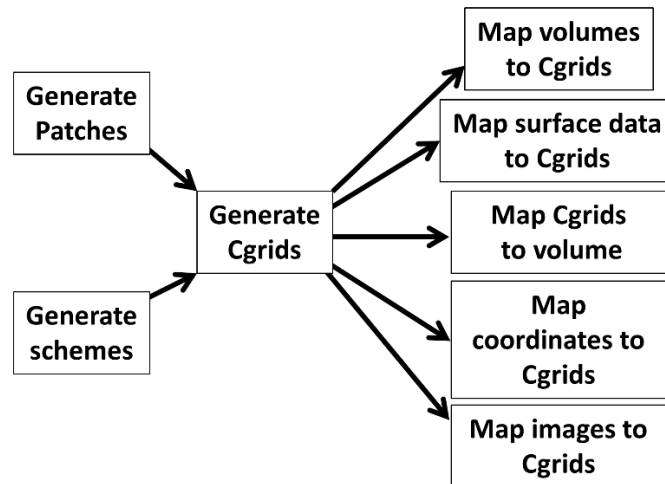 Generate
Patches
Generate
schemes
Generate
Cgrids
Map volumes
to Cgrids
Map surface data
to Cgrids
Map Cgrids
to volume
Map
coordinates to
Cgrids
Map images to
Cgrids